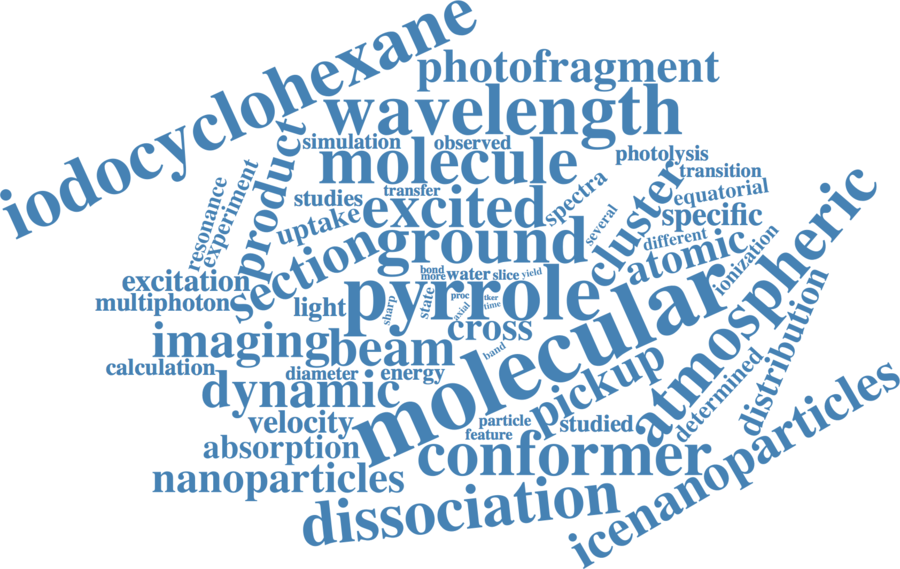 iodocyclohexane
photofragment
wavelength
simulation
observed
product
molecule
photolysis
transition
resonance
experiment
studies
transfer
spectra
cluster
equatorial
uptake
excited
several
specific
section
ground
different
atomic
ionization
atmospheric
excitation
bond
more
water
slice
yield
multiphoton
light
pyrrole
sharp
state
proc
axial
tker
time
molecular
distribution
imaging
beam
cross
band
calculation
diameter
energy
pickup
determined
dynamic
velocity
particle
feature
studied
absorption
conformer
nanoparticles
icenanoparticles
dissociation